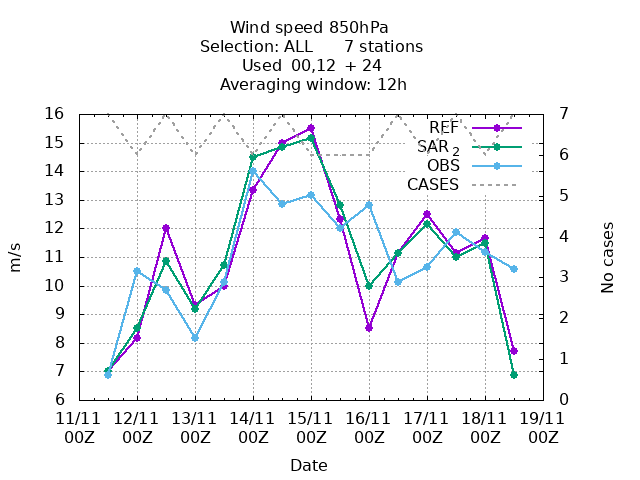 Wind speed 850hPa
Selection: ALL 7 stations
Used 00,12 + 24
Averaging window: 12h
16
15
14
13
12
11
10
9
8
7
6
m/s
7
6
5
4
3
2
1
0
No cases
REF
SAR 2
OBS
CASES
11/11 12/11 13/11 14/11 15/11 16/11 17/11 18/11 19/11
00Z 00Z 00Z 00Z 00Z 00Z 00Z 00Z 00Z
Date